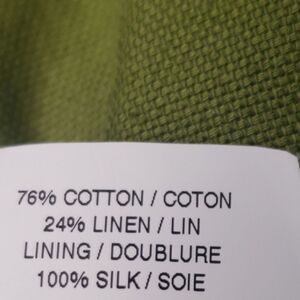 76% COTTON / COTON
24% LINEN / LIN
LINING / DOUBLURE
100% SILK / SOIE